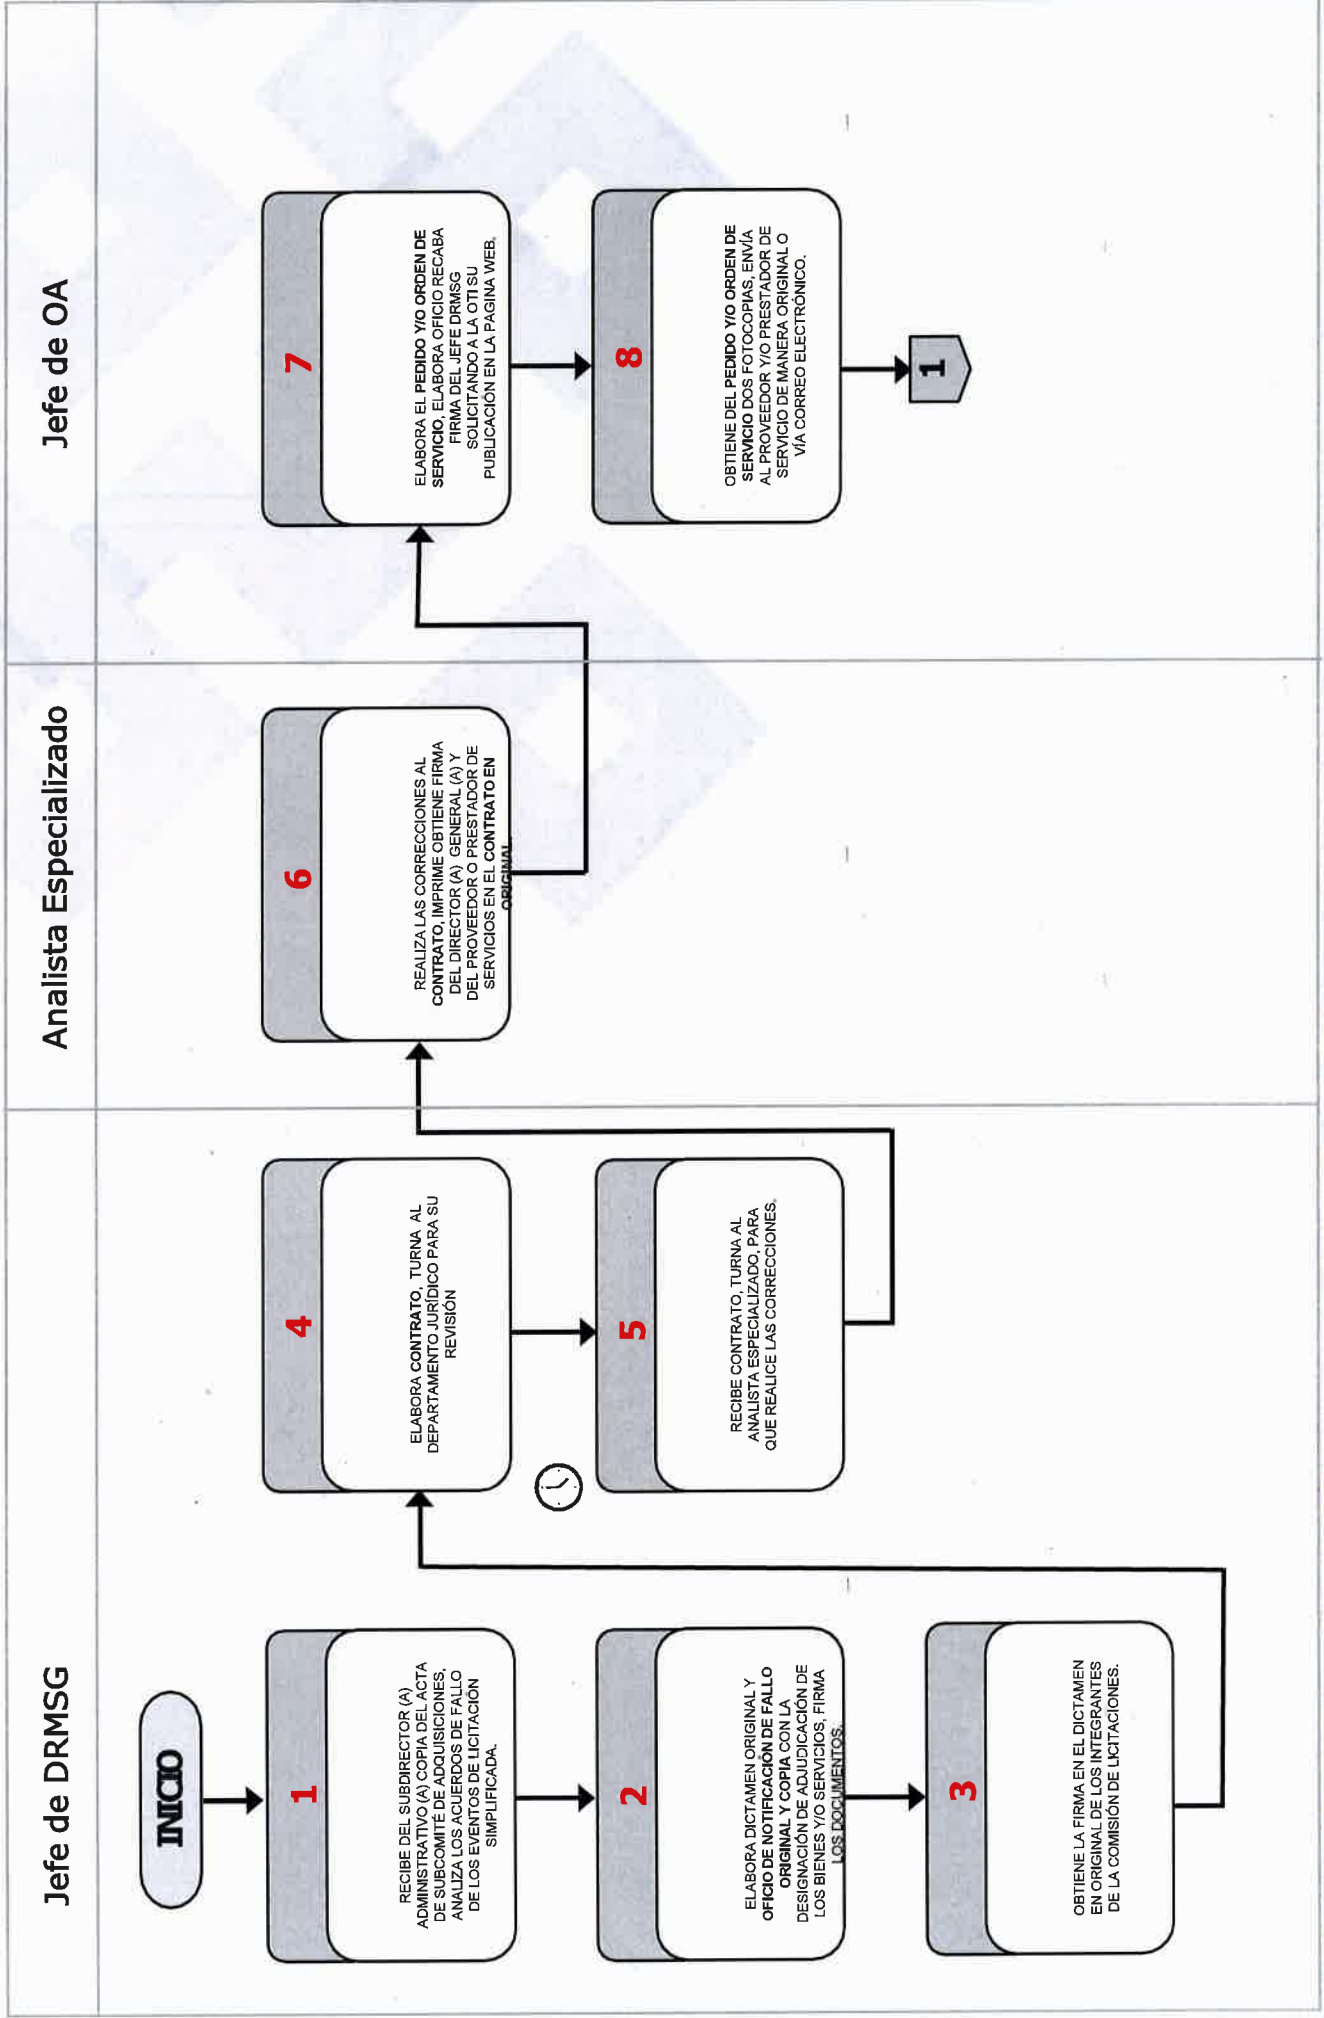 Jefe de DRMSG
Analista Especializado
Jefe de OA
INICIO
1
RECIBE DEL SUBDIRECTOR (A)
ADMINISTRATIVO (A) COPIA DEL ACTA
DE SUBCOMITÉ DE ADQUISICIONES,
ANALIZA LOS ACUERDOS DE FALLO
DE LOS EVENTOS DE LICITACIÓN
SIMPLIFICADA.
2
ELABORA DICTAMEN ORIGINAL Y
OFICIO DE NOTIFICACIÓN DE FALLO
ORIGINAL Y COPIA CON LA
DESIGNACIÓN DE ADJUDICACIÓN DE
LOS BIENES Y/O SERVICIOS, FIRMA
LOS DOCUMENTOS.
3
OBTIENE LA FIRMA EN EL DICTAMEN
EN ORIGINAL DE LOS INTEGRANTES
DE LA COMISIÓN DE LICITACIONES.
4
ELABORA CONTRATO, TURNA AL
DEPARTAMENTO JURÍDICO PARA SU
REVISIÓN
5
RECIBE CONTRATO, TURNA AL
ANALISTA ESPECIALIZADO, PARA
QUE REALICE LAS CORRECCIONES.
6
REALIZA LAS CORRECCIONES AL
CONTRATO, IMPRIME OBTIENE FIRMA
DEL DIRECTOR (A) GENERAL (A) Y
DEL PROVEEDOR O PRESTADOR DE
SERVICIOS EN EL CONTRATO EN
ORIGINAL.
7
ELABORA EL PEDIDO Y/O ORDEN DE
SERVICIO, ELABORA OFICIO RECABA
FIRMA DEL JEFE DRMSG
SOLICITANDO A LA OTI SU
PUBLICACIÓN EN LA PAGINA WEB.
8
OBTIENE DEL PEDIDO Y/O ORDEN DE
SERVICIO DOS FOTOCOPIAS, ENVÍA
AL PROVEEDOR Y/O PRESTADOR DE
SERVICIO DE MANERA ORIGINAL O
VÍA CORREO ELECTRÓNICO.
1